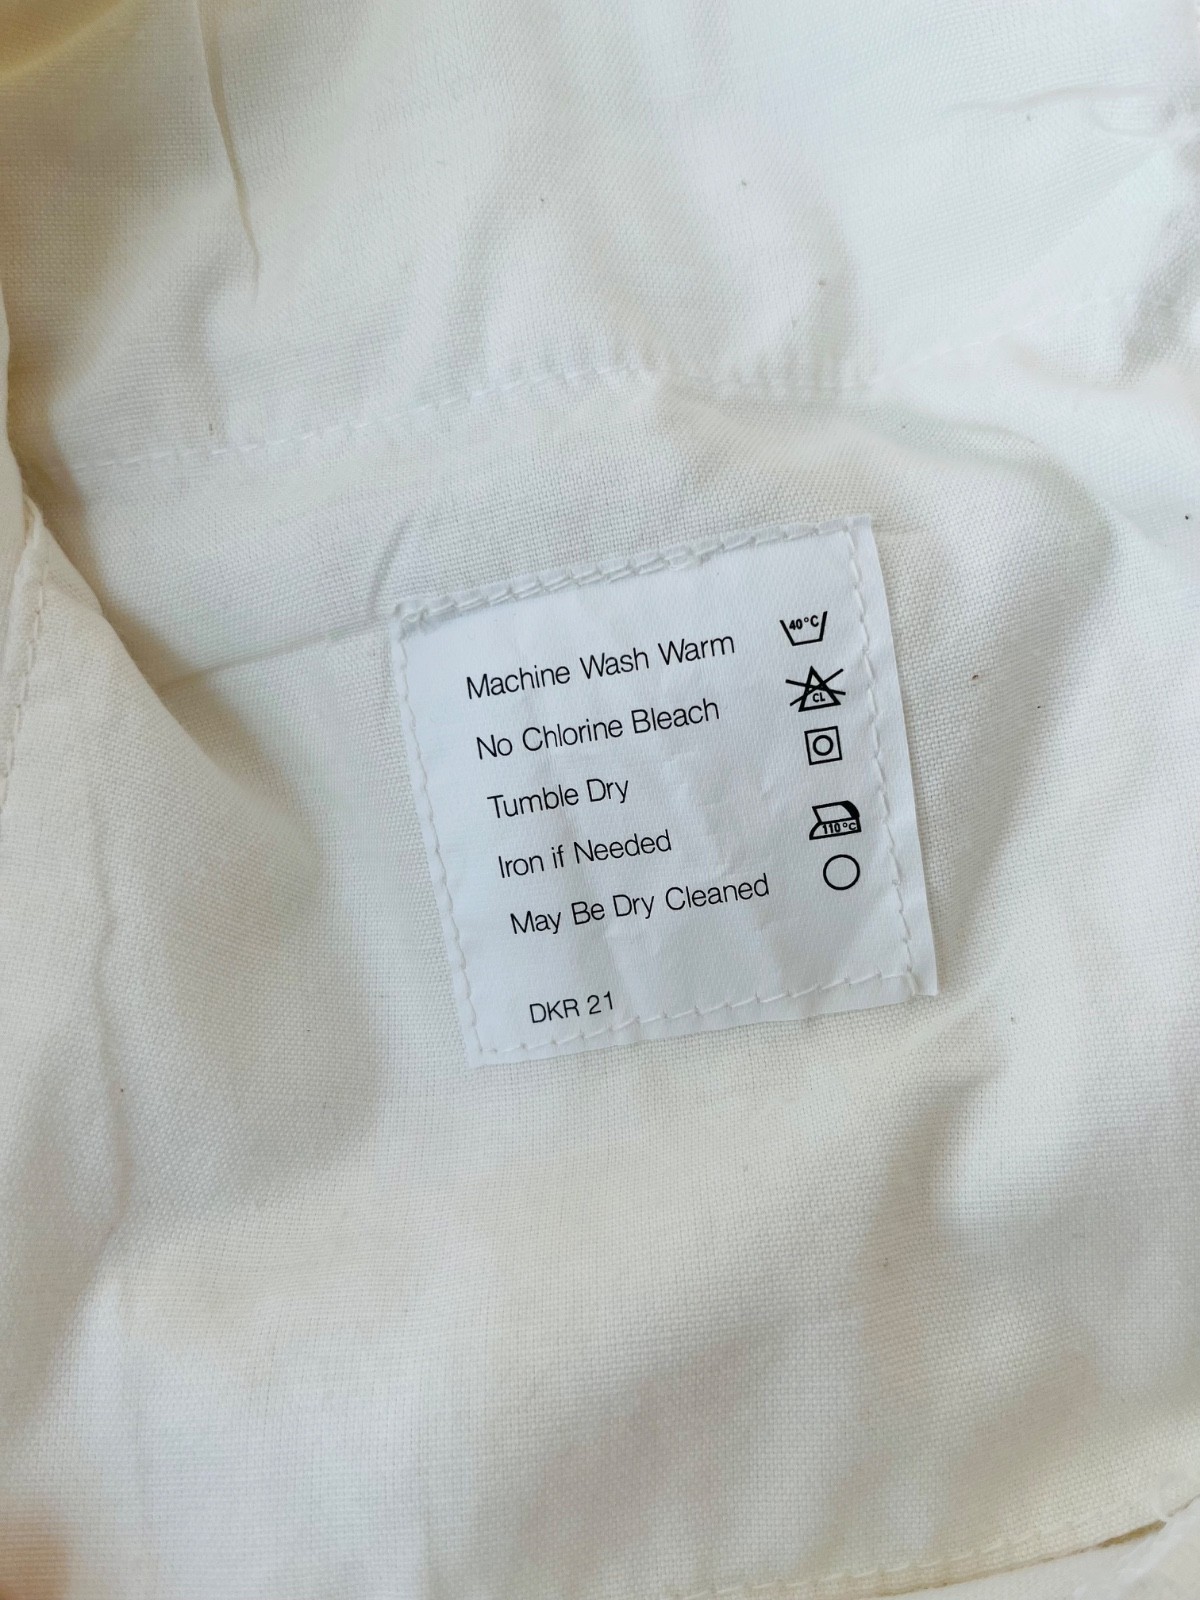 Machine Wash Warm 40°C
No Chlorine Bleach CL
Tumble Dry
Iron if Needed 110°C
May Be Dry Cleaned
DKR 21